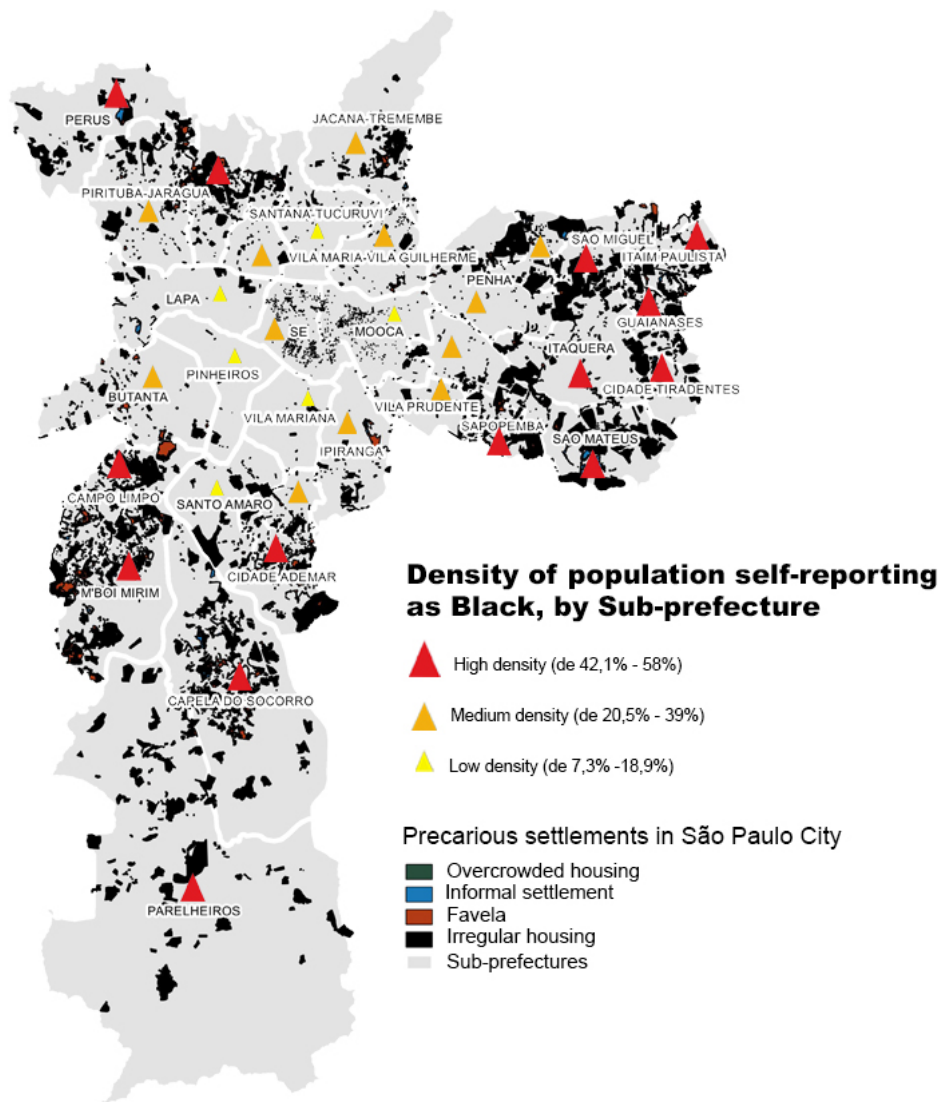 PERUS
JACANA-TREMEMBE
PIRITUBA-JARAGUA
SANTANA-TUCURUVI
VILA MARIA-VILA GUILHERME
SAO MIGUEL
ITAIM PAULISTA
PENHA
LAPA
SE
MOOCA
GUAIANASES
ITAQUERA
PINHEIROS
CIDADE TIRADENTES
BUTANTA
VILA MARIANA
VILA PRUDENTE
SAPOPEMBA
IPIRANGA
SAO MATEUS
CAMPO LIMPO
SANTO AMARO
CIDADE ADEMAR
M'BOI MIRIM
CAPELA DO SOCORRO
PARELHEIROS
Density of population self-reporting
as Black, by Sub-prefecture
High density (de 42,1% - 58%)
Medium density (de 20,5% - 39%)
Low density (de 7,3% -18,9%)
Precarious settlements in São Paulo City
Overcrowded housing
Informal settlement
Favela
Irregular housing
Sub-prefectures